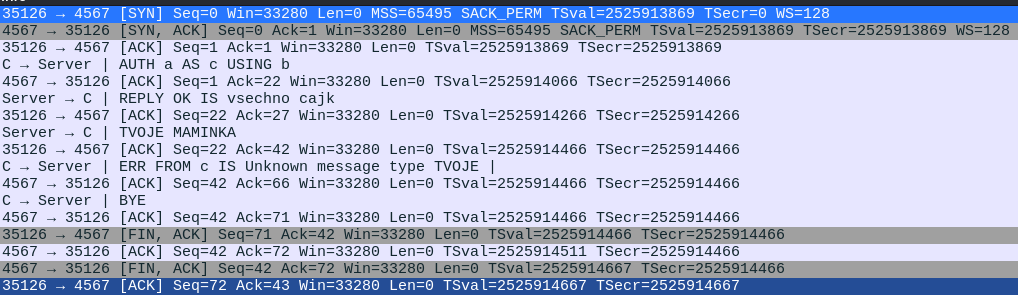 35126 → 4567 [SYN] Seq=0 Win=33280 Len=0 MSS=65495 SACK_PERM TSval=2525913869 TSecr=0 WS=128
4567 → 35126 [SYN, ACK] Seq=0 Ack=1 Win=33280 Len=0 MSS=65495 SACK_PERM TSval=2525913869 TSecr=2525913869 WS=128
35126 → 4567 [ACK] Seq=1 Ack=1 Win=33280 Len=0 TSval=2525913869 TSecr=2525913869
C → Server | AUTH a AS c USING b
4567 → 35126 [ACK] Seq=1 Ack=22 Win=33280 Len=0 TSval=2525914066 TSecr=2525914066
Server → C | REPLY OK IS vsechno cajk
35126 → 4567 [ACK] Seq=22 Ack=27 Win=33280 Len=0 TSval=2525914266 TSecr=2525914266
Server → C | TVOJE MAMINKA
35126 → 4567 [ACK] Seq=22 Ack=42 Win=33280 Len=0 TSval=2525914466 TSecr=2525914466
C → Server | ERR FROM c IS Unknown message type TVOJE |
4567 → 35126 [ACK] Seq=42 Ack=66 Win=33280 Len=0 TSval=2525914466 TSecr=2525914466
C → Server | BYE
4567 → 35126 [ACK] Seq=42 Ack=71 Win=33280 Len=0 TSval=2525914466 TSecr=2525914466
35126 → 4567 [FIN, ACK] Seq=71 Ack=42 Win=33280 Len=0 TSval=2525914466 TSecr=2525914466
4567 → 35126 [ACK] Seq=42 Ack=72 Win=33280 Len=0 TSval=2525914511 TSecr=2525914466
4567 → 35126 [FIN, ACK] Seq=42 Ack=72 Win=33280 Len=0 TSval=2525914667 TSecr=2525914466
35126 → 4567 [ACK] Seq=72 Ack=43 Win=33280 Len=0 TSval=2525914667 TSecr=2525914667